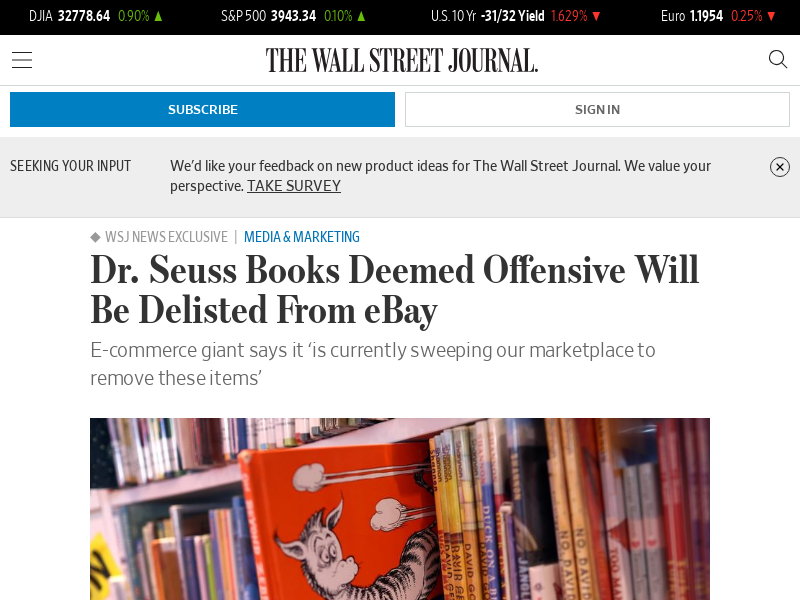 DJIA 32778.64 0.90% ▲ S&P 500 3943.34 0.10% ▲ U.S. 10 Yr -31/32 Yield 1.629% ▼ Euro 1.1954 0.25% ▼
THE WALL STREET JOURNAL.
SUBSCRIBE SIGN IN
SEEKING YOUR INPUT We’d like your feedback on new product ideas for The Wall Street Journal. We value your
perspective. TAKE SURVEY
◆ WSJ NEWS EXCLUSIVE | MEDIA & MARKETING
Dr. Seuss Books Deemed Offensive Will
Be Delisted From eBay
E-commerce giant says it ‘is currently sweeping our marketplace to
remove these items’
NO, DAVID